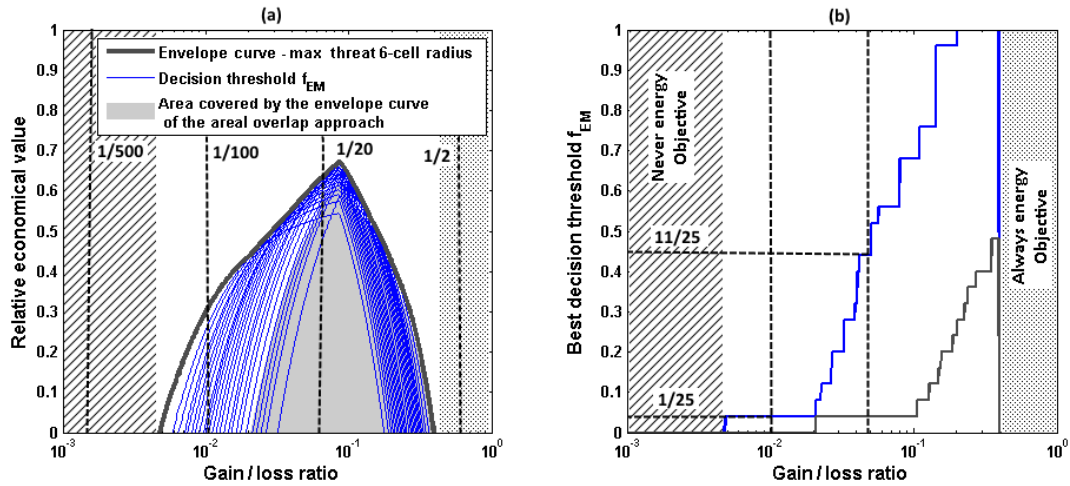 (a)
Envelope curve - max threat 6-cell radius
Decision threshold fEM
Area covered by the envelope curve
of the areal overlap approach
1/500
1/100
1/20
1/2
Relative economical value
1
0.9
0.8
0.7
0.6
0.5
0.4
0.3
0.2
0.1
0
10^-3
10^-2
10^-1
10^0
Gain / loss ratio
(b)
Never energy
Objective
Always energy
Objective
11/25
1/25
Best decision threshold fEM
1
0.9
0.8
0.7
0.6
0.5
0.4
0.3
0.2
0.1
0
10^-3
10^-2
10^-1
10^0
Gain / loss ratio